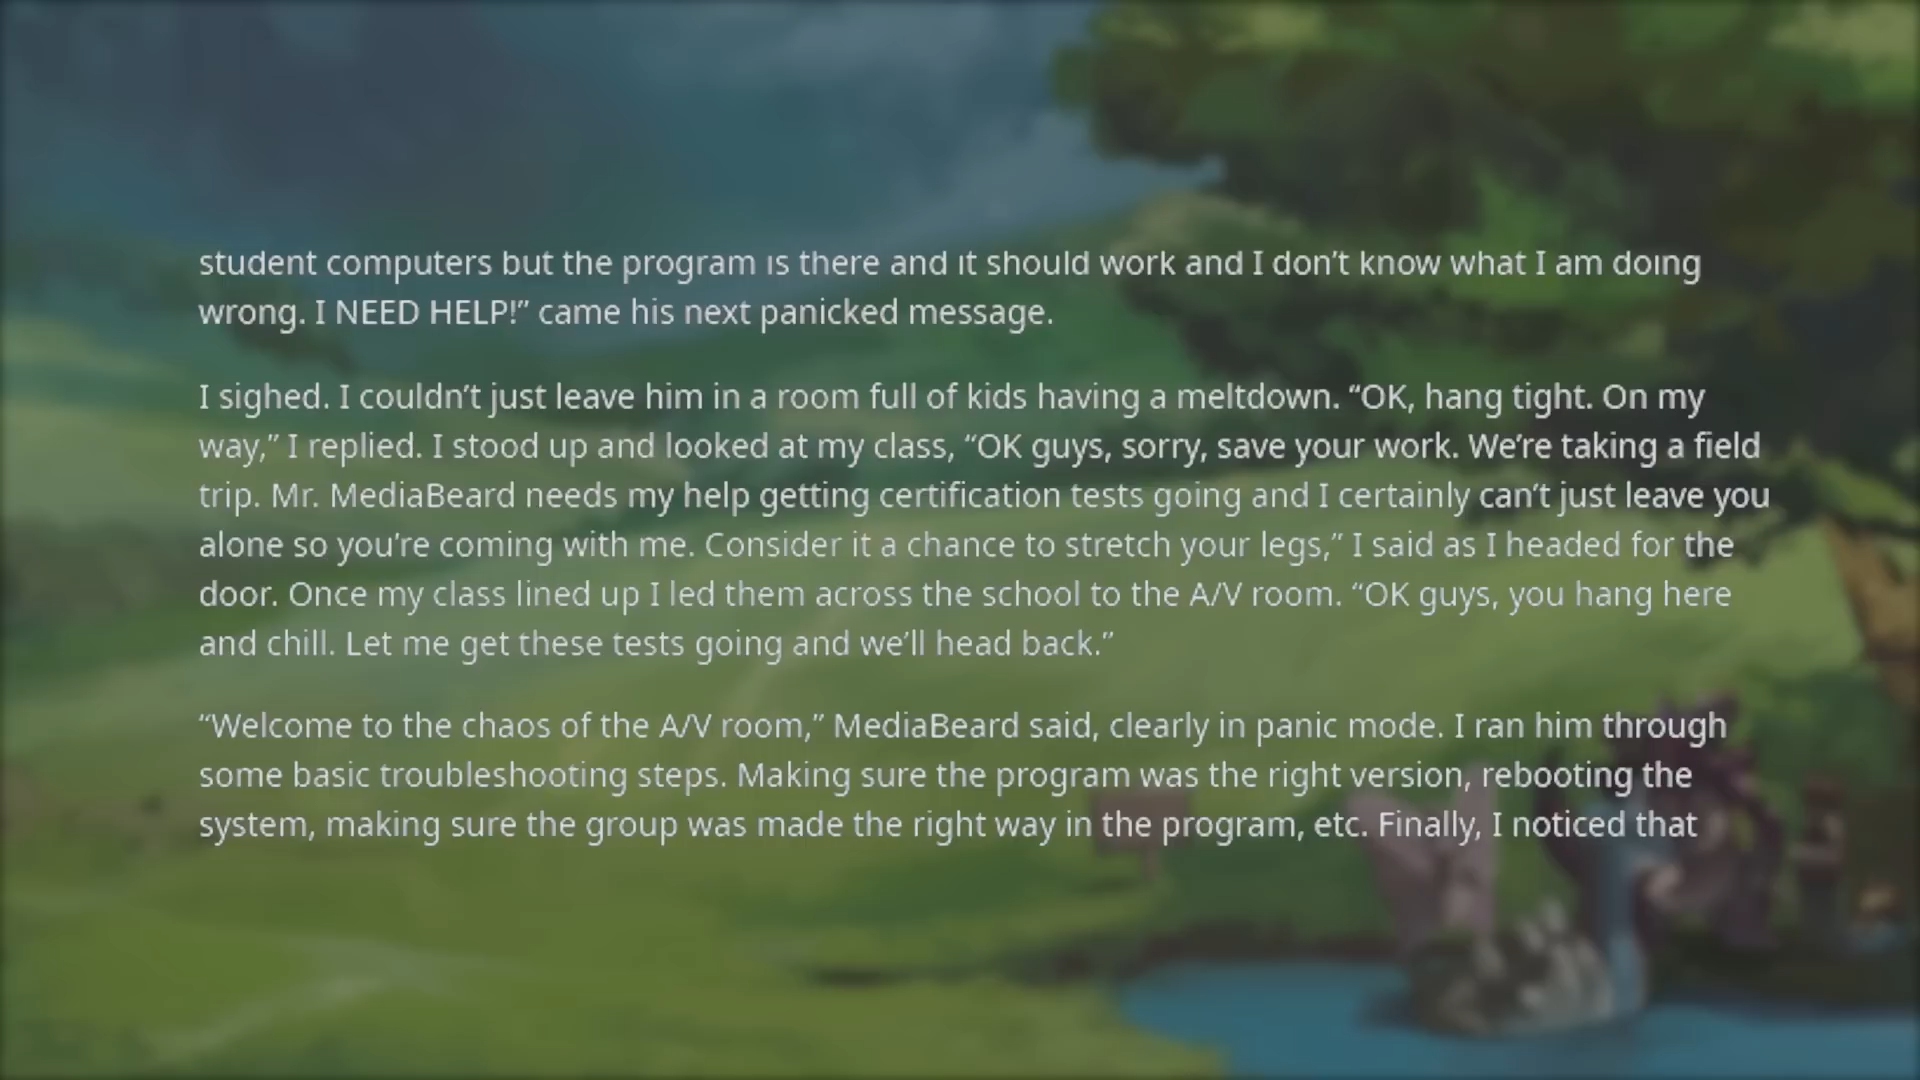 student computers but the program is there and it should work and I don’t know what I am doing
wrong. I NEED HELP!” came his next panicked message.
I sighed. I couldn’t just leave him in a room full of kids having a meltdown. “OK, hang tight. On my
way,” I replied. I stood up and looked at my class, “OK guys, sorry, save your work. We’re taking a field
trip. Mr. MediaBeard needs my help getting certification tests going and I certainly can’t just leave you
alone so you’re coming with me. Consider it a chance to stretch your legs,” I said as I headed for the
door. Once my class lined up I led them across the school to the A/V room. “OK guys, you hang here
and chill. Let me get these tests going and we’ll head back.”
“Welcome to the chaos of the A/V room,” MediaBeard said, clearly in panic mode. I ran him through
some basic troubleshooting steps. Making sure the program was the right version, rebooting the
system, making sure the group was made the right way in the program, etc. Finally, I noticed that